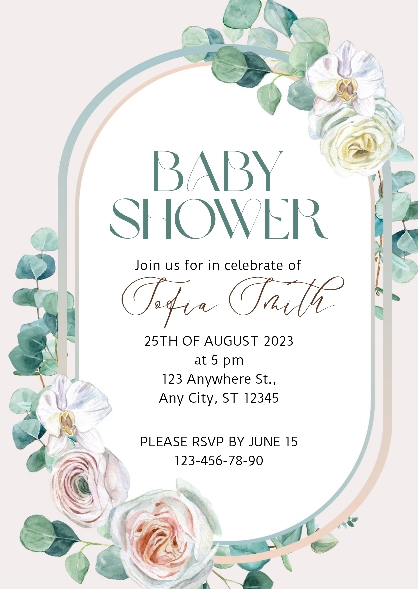 BABY
SHOWER
Join us for in celebrate of
Sofia Smith
25TH OF AUGUST 2023
at 5 pm
123 Anywhere St.,
Any City, ST 12345
PLEASE RSVP BY JUNE 15
123-456-78-90